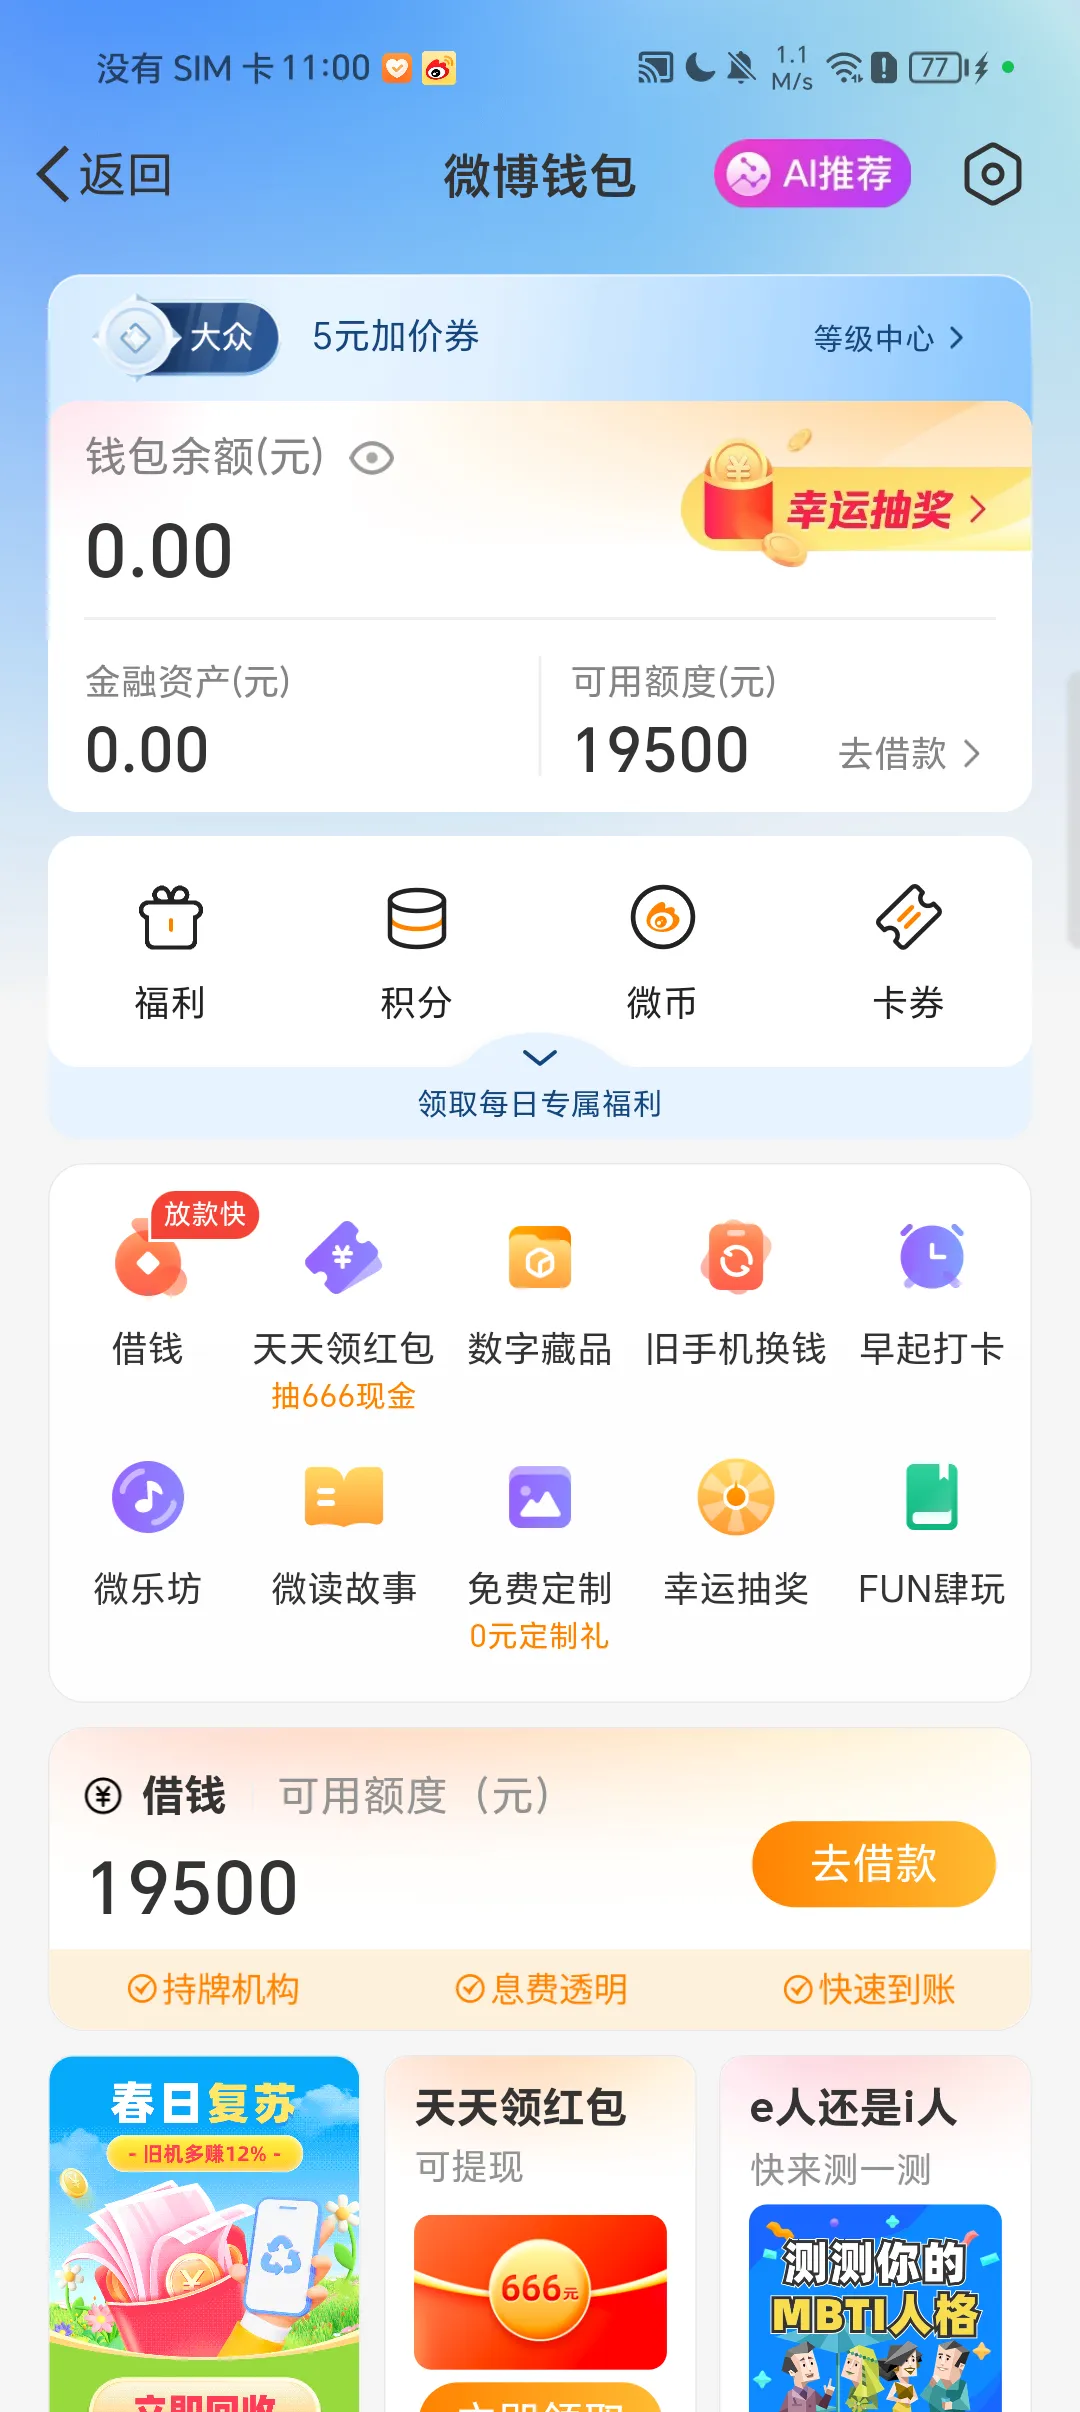 没有 SIM 卡 11:00
1.1
M/s
77
返回
微博钱包
AI推荐
大众
5元加价券
等级中心
钱包余额(元)
幸运抽奖
0.00
金融资产(元)
可用额度(元)
0.00
19500
去借款
福利
积分
微币
卡券
领取每日专属福利
放款快
借钱
天天领红包
数字藏品
旧手机换钱
早起打卡
抽666现金
微乐坊
微读故事
免费定制
幸运抽奖
FUN肆玩
0元定制礼
借钱
可用额度（元）
19500
去借款
持牌机构
息费透明
快速到账
春日复苏
- 旧机多赚12% -
立即回收
天天领红包
可提现
666元
立即领取
e人还是i人
快来测一测
测测你的
MBTI人格